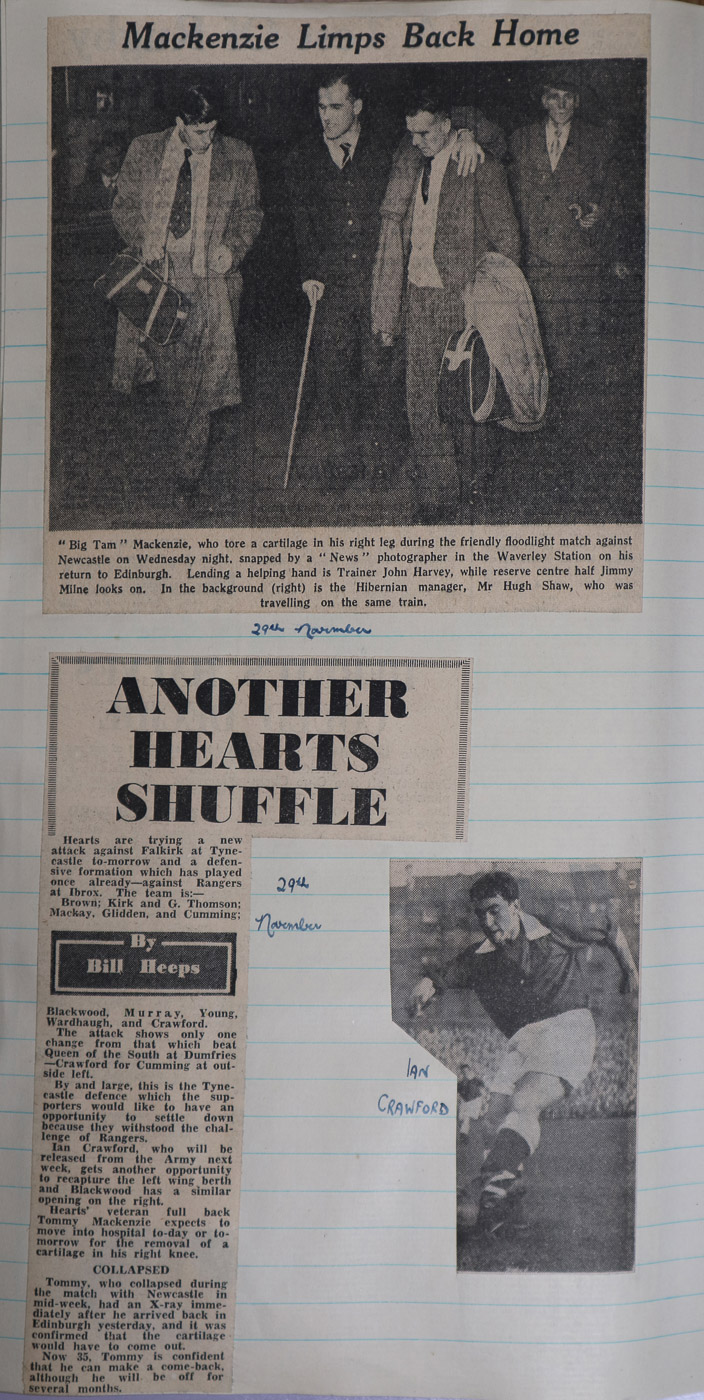 Mackenzie Limps Back Home
"Big Tam" Mackenzie, who tore a cartilage in his right leg during the friendly floodlight match against
Newcastle on Wednesday night, snapped by a "News" photographer in the Waverley Station on his
return to Edinburgh. Lending a helping hand is Trainer John Harvey, while reserve centre half Jimmy
Milne looks on. In the background (right) is the Hibernian manager, Mr Hugh Shaw, who was
travelling on the same train.
29th November
ANOTHER
HEARTS
SHUFFLE
Hearts are trying a new
attack against Falkirk at Tyne-
castle to-morrow and a defen-
sive formation which has played
once already—against Rangers
at Ibrox. The team is:—
Brown; Kirk and G. Thomson;
Mackay, Glidden, and Cumming;
By
Bill Heeps
Blackwood, Murray, Young,
Wardhaugh, and Crawford.
The attack shows only one
change from that which beat
Queen of the South at Dumfries
—Crawford for Cumming at out-
side left.
By and large, this is the Tyne-
castle defence which the sup-
porters would like to have an
opportunity to settle down
because they withstood the chal-
lenge of Rangers.
Ian Crawford, who will be
released from the Army next
week, gets another opportunity
to recapture the left wing berth
and Blackwood has a similar
opening on the right.
Hearts' veteran full back
Tommy Mackenzie expects to
move into hospital to-day or to-
morrow for the removal of a
cartilage in his right knee.
COLLAPSED
Tommy, who collapsed during
the match with Newcastle in
mid-week, had an X-ray imme-
diately after he arrived back in
Edinburgh yesterday, and it was
confirmed that the cartilage
would have to come out.
Now 35, Tommy is confident
that he can make a come-back,
although he will be off for
several months.
29th
November
IAN
CRAWFORD